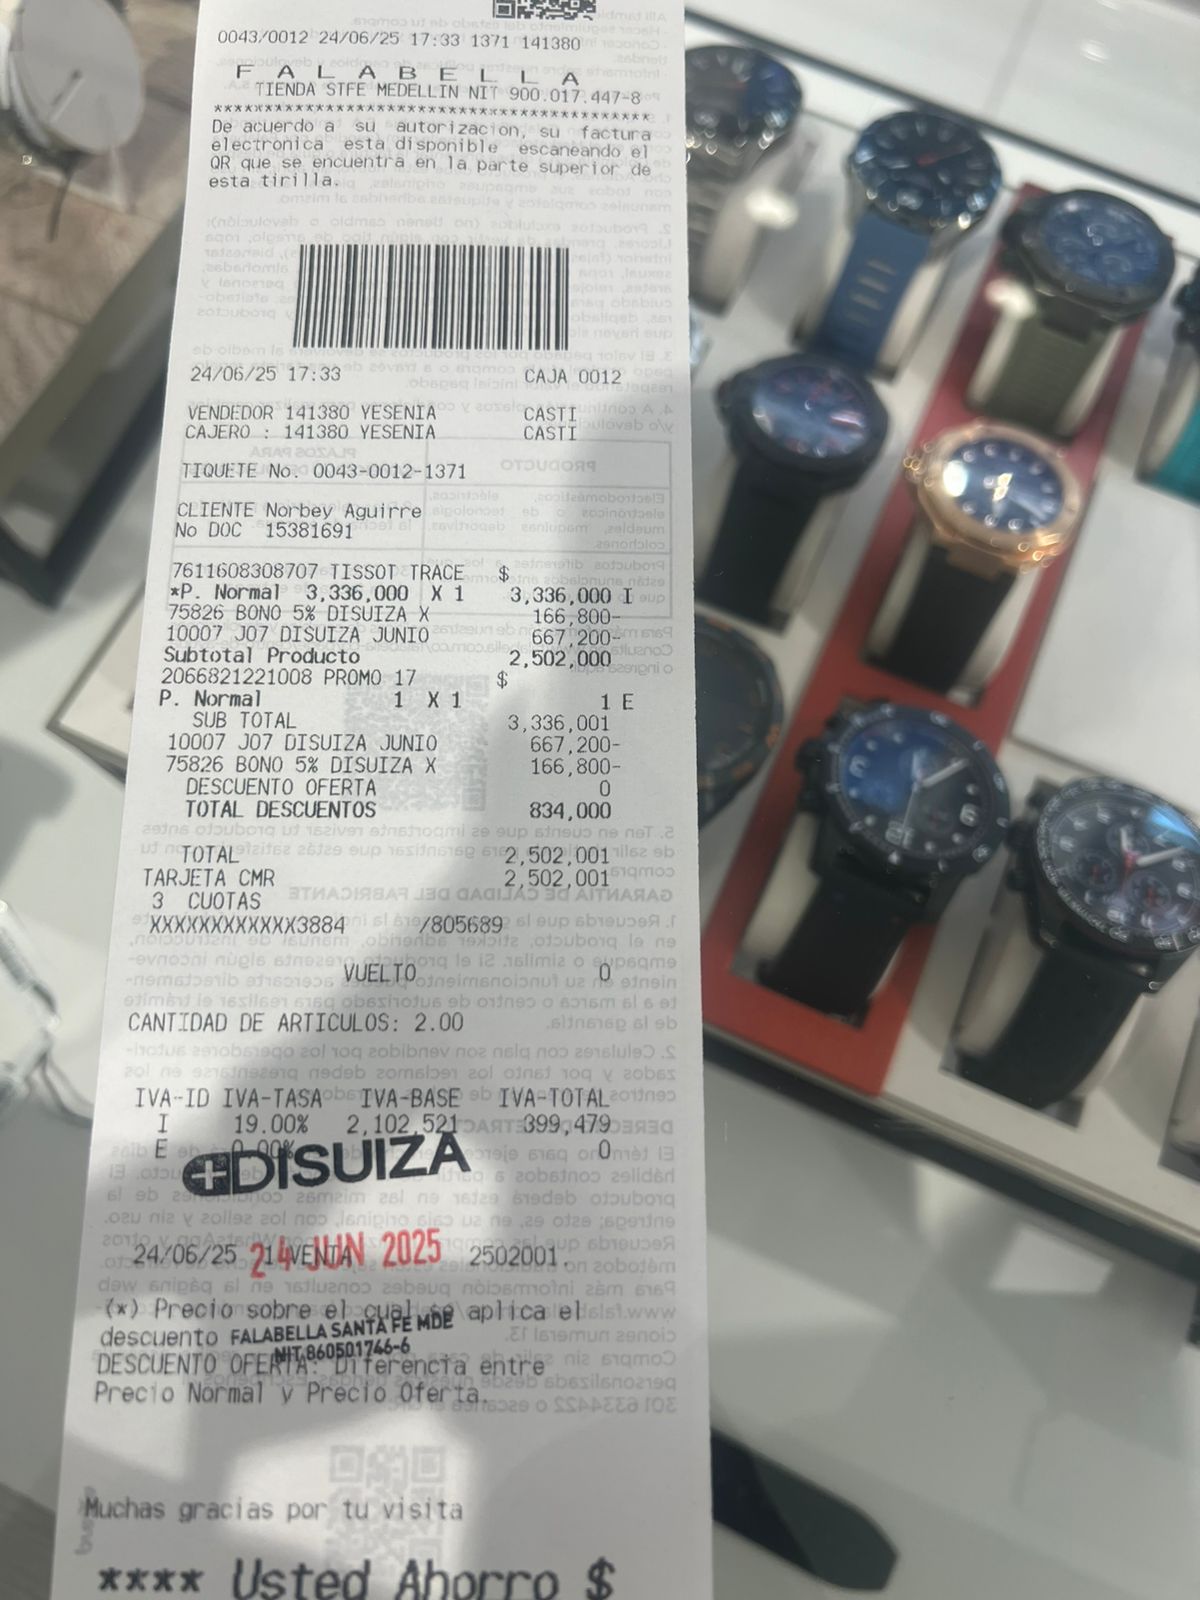 0043/0012 24/06/25 17:33 1371 141380
F A L A B E L L A
TIENDA STFE MEDELLIN NIT 900.017.447-8
******************************************
De acuerdo a su autorizacion, su factura
electronica esta disponible escaneando el
QR que se encuentra en la parte superior de
esta tirilla.
24/06/25 17:33 CAJA 0012
VENDEDOR 141380 YESENIA CASTI
CAJERO : 141380 YESENIA CASTI
TIQUETE No. 0043-0012-1371
CLIENTE Norbey Aguirre
No DOC 15381691
7611608308707 TISSOT TRACE $
*P. Normal 3,336,000 X 1 3,336,000 I
75826 BONO 5% DISUIZA X 166,800-
10007 J07 DISUIZA JUNIO 667,200-
Subtotal Producto 2,502,000
2066821221008 PROMO 17 $
P. Normal 1 X 1 1 E
SUB TOTAL 3,336,001
10007 J07 DISUIZA JUNIO 667,200-
75826 BONO 5% DISUIZA X 166,800-
DESCUENTO OFERTA 0
TOTAL DESCUENTOS 834,000
TOTAL 2,502,001
TARJETA CMR 2,502,001
3 CUOTAS
XXXXXXXXXXXX3884 /805689
VUELTO 0
CANTIDAD DE ARTICULOS: 2.00
IVA-ID IVA-TASA IVA-BASE IVA-TOTAL
I 19.00% 2,102,521 399,479
E 0.00% 0
DISUIZA
24/06/25 1 VENTA 2502001.
24 JUN 2025
(*) Precio sobre el cual se aplica el
descuento
FALABELLA SANTA FE MDE
NIT 860501746-6
DESCUENTO OFERTA: Diferencia entre
Precio Normal y Precio Oferta.
Muchas gracias por tu visita
**** Usted Ahorro $